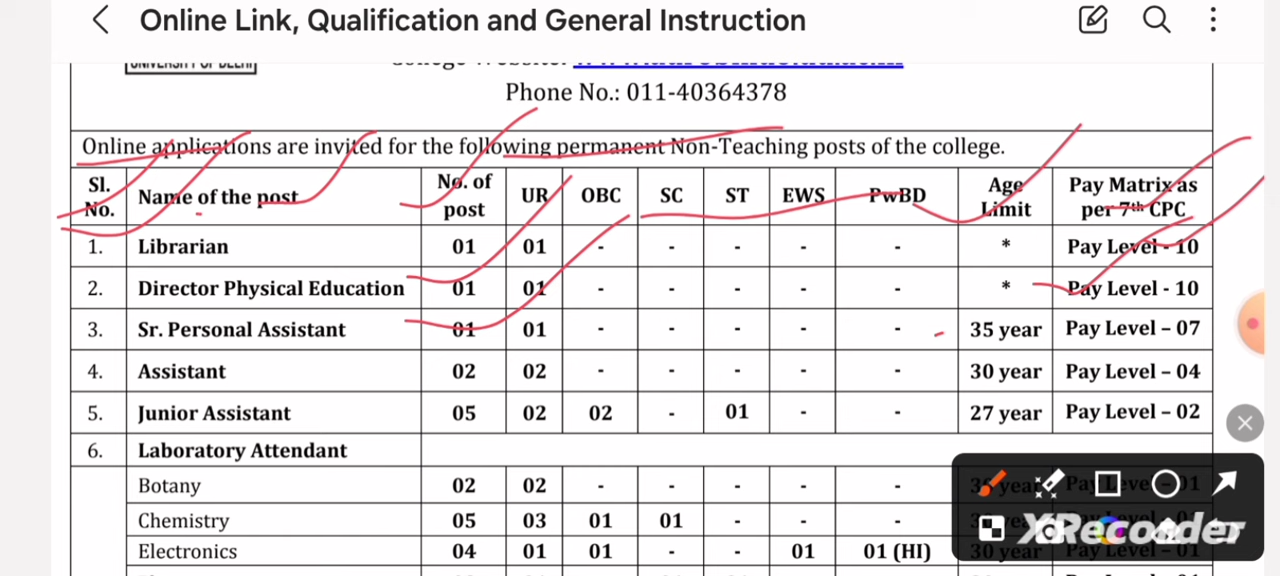 Online Link, Qualification and General Instruction
UNIVERSITY OF DELHI
Phone No.: 011-40364378
Online applications are invited for the following permanent Non-Teaching posts of the college.
Sl. No. Name of the post No. of post UR OBC SC ST EWS PwBD Age Limit Pay Matrix as per 7th CPC
1. Librarian 01 01 - - - - - * Pay Level - 10
2. Director Physical Education 01 01 - - - - - * Pay Level - 10
3. Sr. Personal Assistant 01 01 - - - - - 35 year Pay Level – 07
4. Assistant 02 02 - - - - - 30 year Pay Level – 04
5. Junior Assistant 05 02 02 - 01 - - 27 year Pay Level – 02
6. Laboratory Attendant
Botany 02 02 - - - - -
Chemistry 05 03 01 01 - - -
Electronics 04 01 01 - - 01 01 (HI) 30 year Pay Level – 01
XRecorder